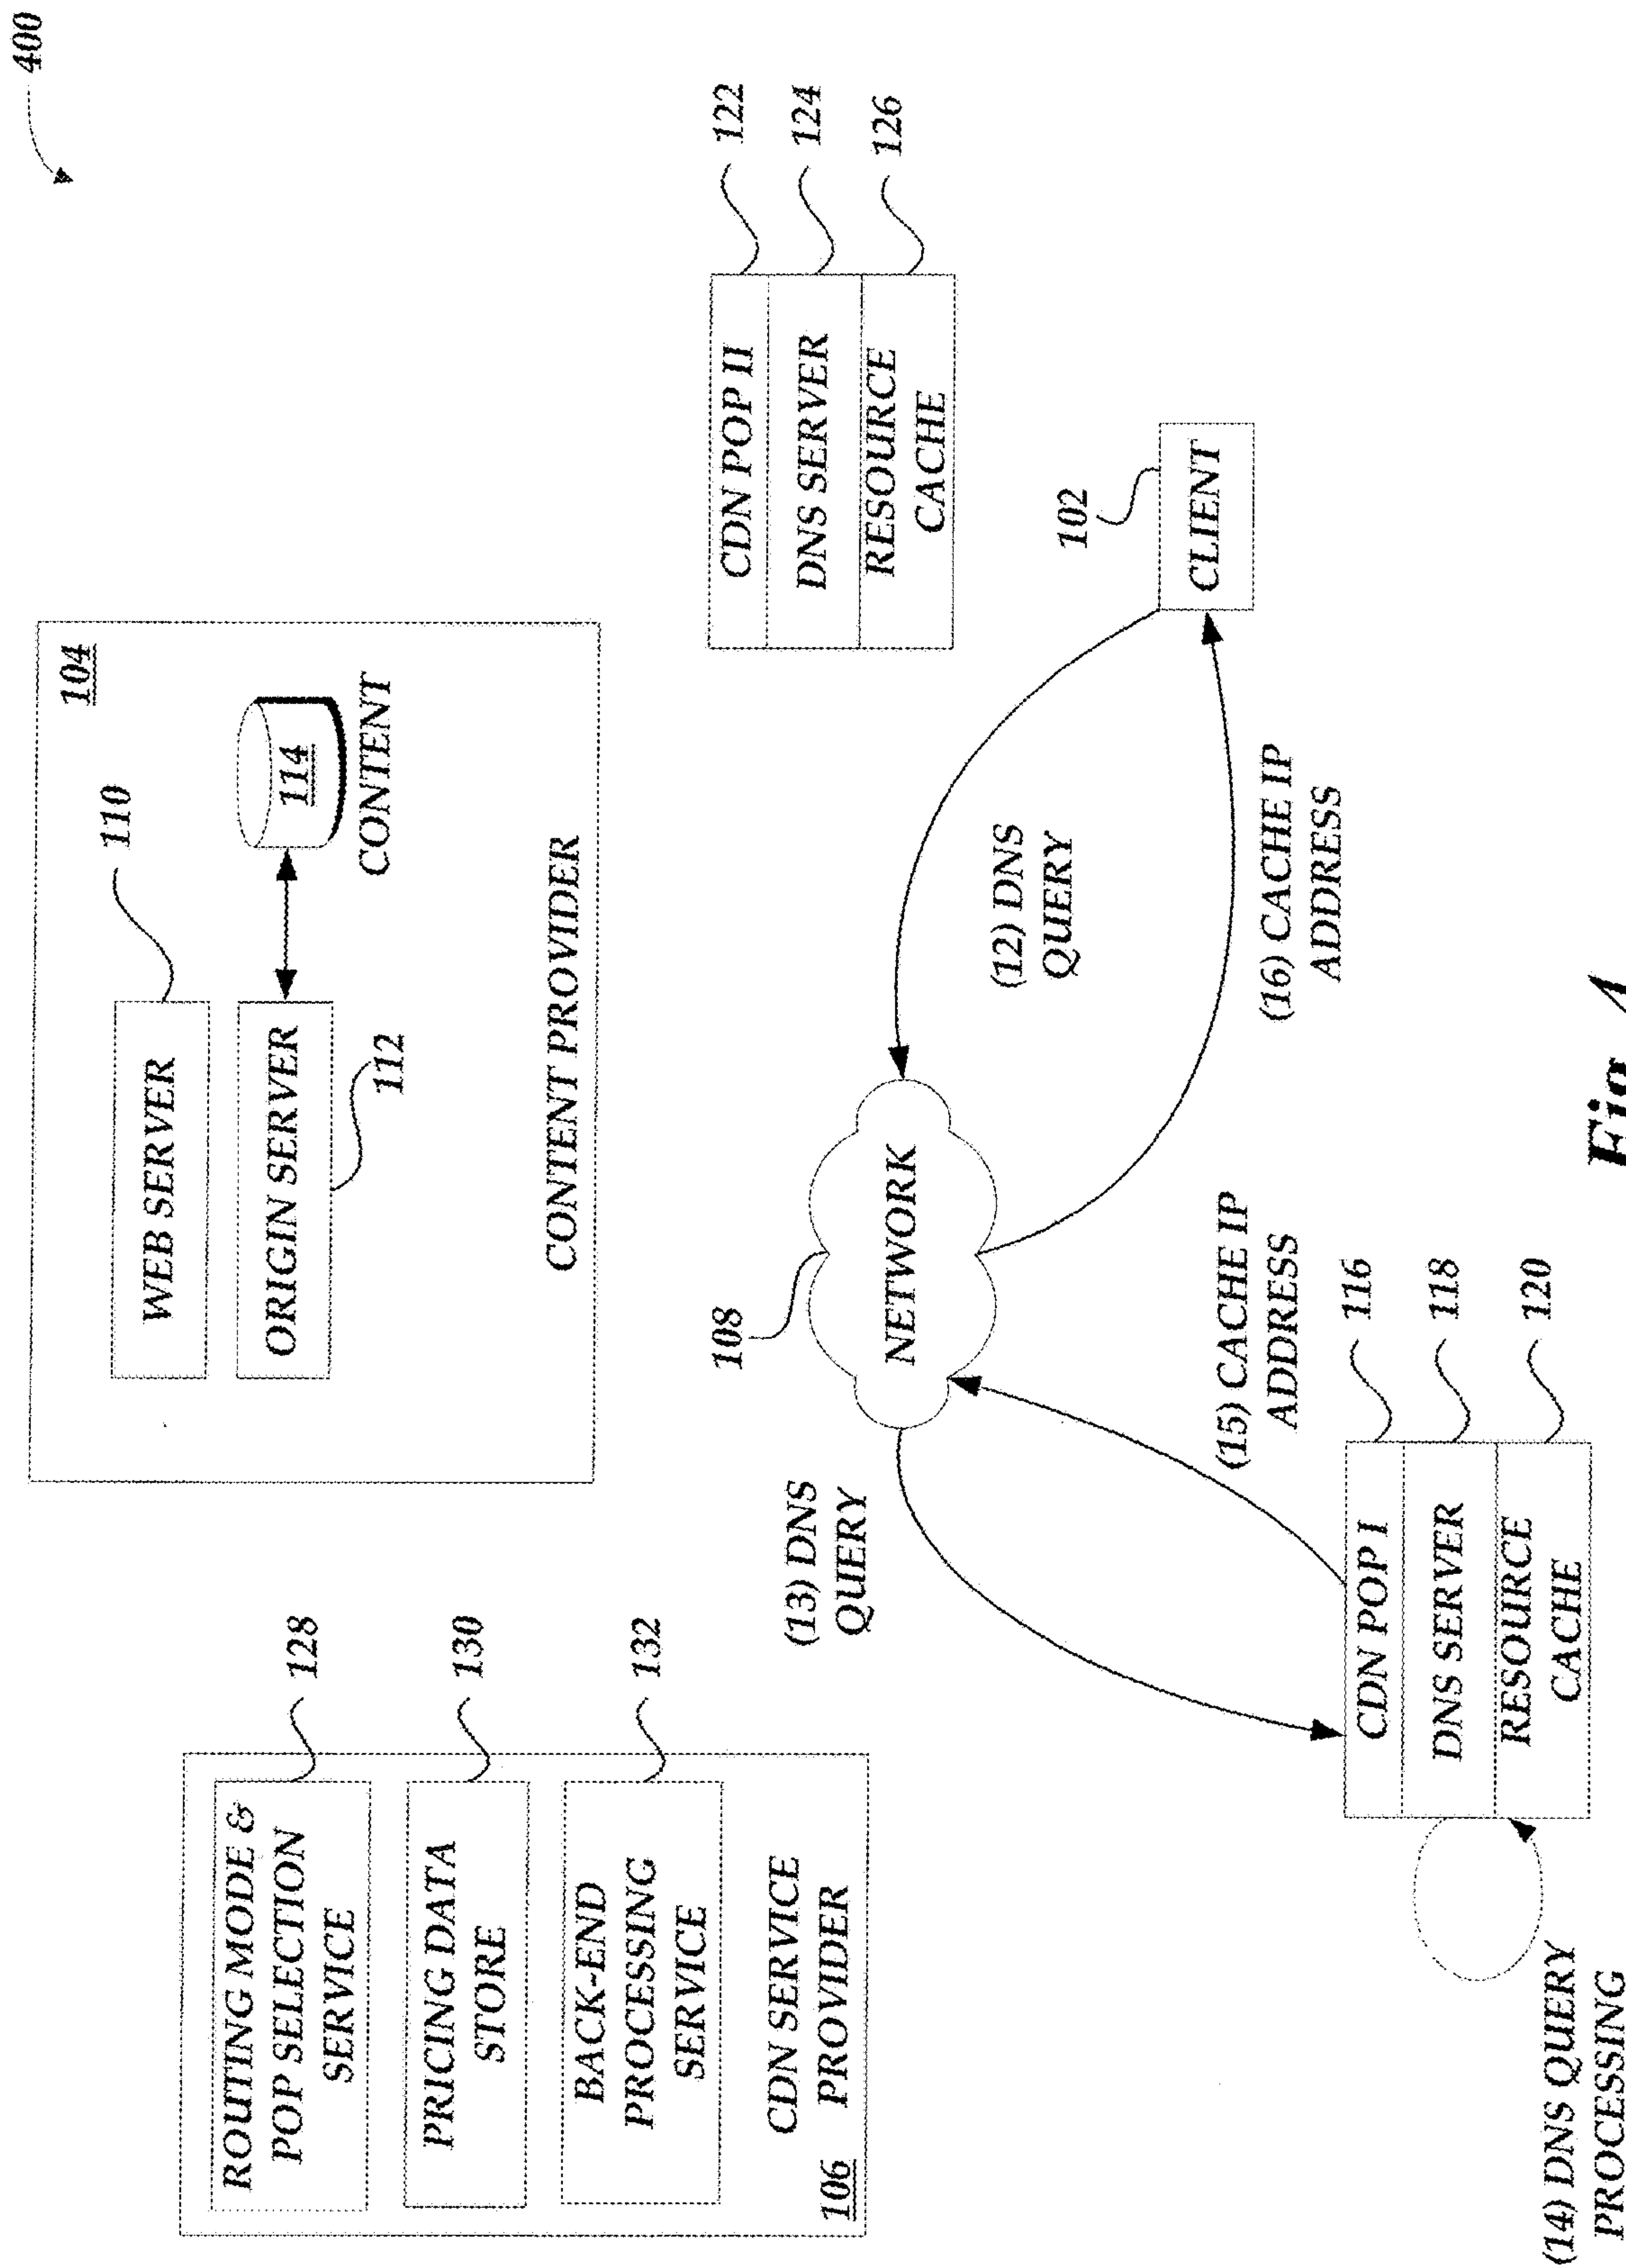 400
104
110
WEB SERVER
ORIGIN SERVER
112
114
CONTENT
CONTENT PROVIDER
ROUTING MODE &
POP SELECTION
SERVICE
128
PRICING DATA
STORE
130
BACK-END
PROCESSING
SERVICE
132
CDN SERVICE
PROVIDER
106
CDN POP II
DNS SERVER
RESOURCE
CACHE
122
124
126
108
NETWORK
102
CLIENT
(12) DNS
QUERY
(13) DNS
QUERY
(15) CACHE IP
ADDRESS
(16) CACHE IP
ADDRESS
CDN POP I
DNS SERVER
RESOURCE
CACHE
116
118
120
(14) DNS QUERY
PROCESSING